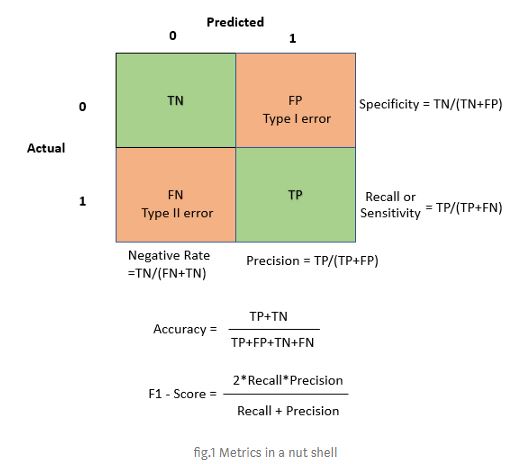 Predicted
0 1
0
TN
FP
Type I error
Specificity = TN/(TN+FP)
Actual
1
FN
Type II error
TP
Recall or
Sensitivity = TP/(TP+FN)
Negative Rate
=TN/(FN+TN)
Precision = TP/(TP+FP)
Accuracy =
TP+TN
TP+FP+TN+FN
F1 - Score =
2*Recall*Precision
Recall + Precision
fig.1 Metrics in a nut shell